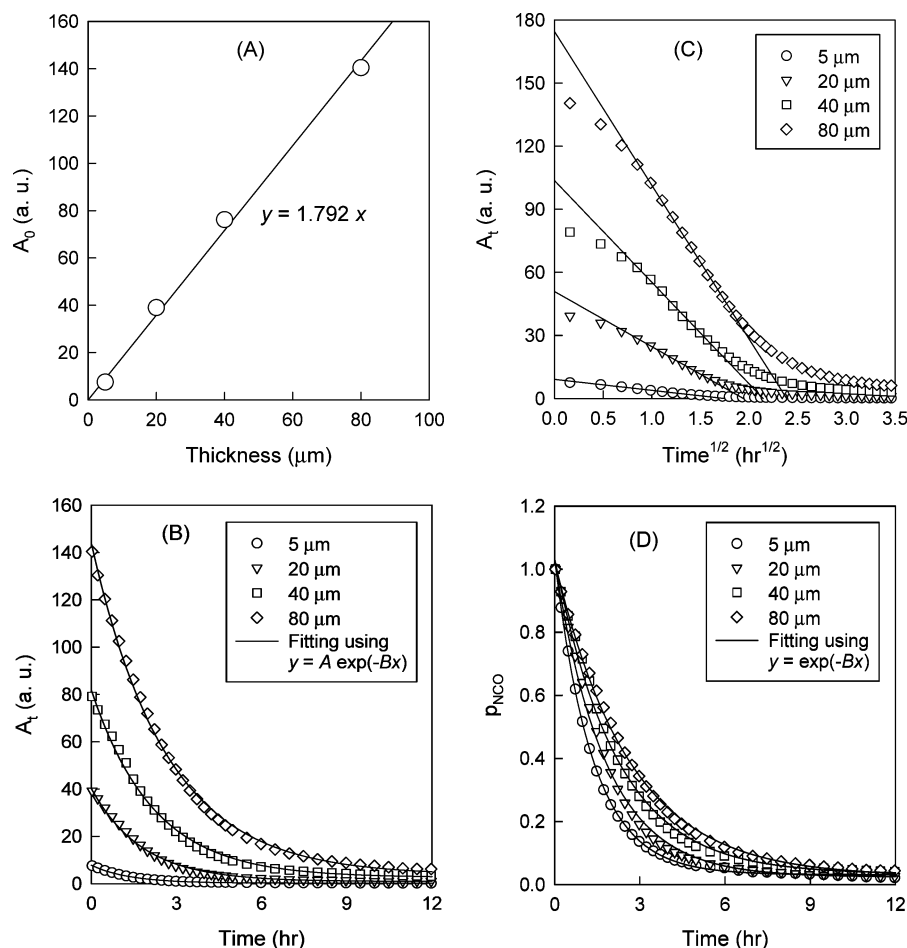 160
140
120
100
80
60
40
20
0
A₀ (a. u.)
(A)
y = 1.792 x
0 20 40 60 80 100
Thickness (μm)
180
150
120
90
60
30
0
Aₜ (a. u.)
(C)
5 μm
20 μm
40 μm
80 μm
0.0 0.5 1.0 1.5 2.0 2.5 3.0 3.5
Time¹ᐟ² (hr¹ᐟ²)
160
140
120
100
80
60
40
20
0
Aₜ (a. u.)
(B)
5 μm
20 μm
40 μm
80 μm
Fitting using
y = A exp(-Bx)
0 3 6 9 12
Time (hr)
1.2
1.0
0.8
0.6
0.4
0.2
0.0
p_NCO
(D)
5 μm
20 μm
40 μm
80 μm
Fitting using
y = exp(-Bx)
0 3 6 9 12
Time (hr)